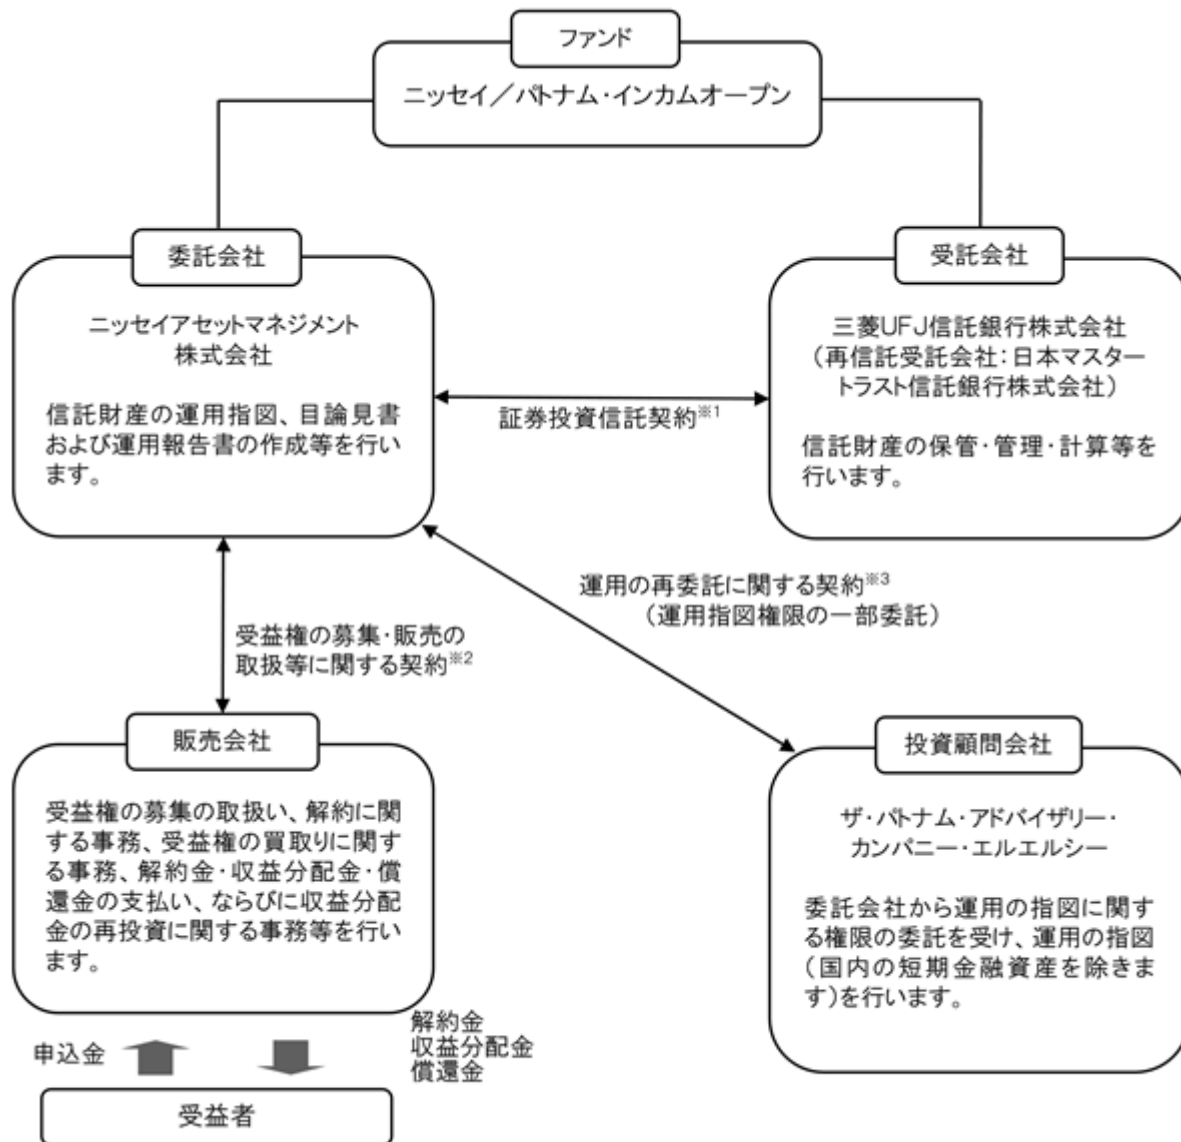 ファンド
ニッセイ／パトナム・インカムオープン
委託会社
ニッセイアセットマネジメント
株式会社
信託財産の運用指図、目論見書
および運用報告書の作成等を行い
ます。
受託会社
三菱UFJ信託銀行株式会社
（再信託受託会社：日本マスター
トラスト信託銀行株式会社）
信託財産の保管・管理・計算等を
行います。
証券投資信託契約※1
運用の再委託に関する契約※3
（運用指図権限の一部委託）
受益権の募集・販売の
取扱等に関する契約※2
販売会社
受益権の募集の取扱い、解約に関
する事務、受益権の買取りに関す
る事務、解約金・収益分配金・償
還金の支払い、ならびに収益分配
金の再投資に関する事務等を行い
ます。
投資顧問会社
ザ・パトナム・アドバイザリー・
カンパニー・エルエルシー
委託会社から運用の指図に関す
る権限の委託を受け、運用の指図
（国内の短期金融資産を除きま
す）を行います。
申込金
解約金
収益分配金
償還金
受益者